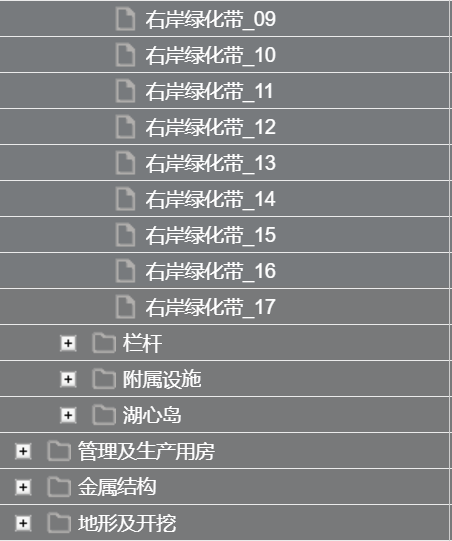 右岸绿化带_09
右岸绿化带_10
右岸绿化带_11
右岸绿化带_12
右岸绿化带_13
右岸绿化带_14
右岸绿化带_15
右岸绿化带_16
右岸绿化带_17
栏杆
附属设施
湖心岛
管理及生产用房
金属结构
地形及开挖